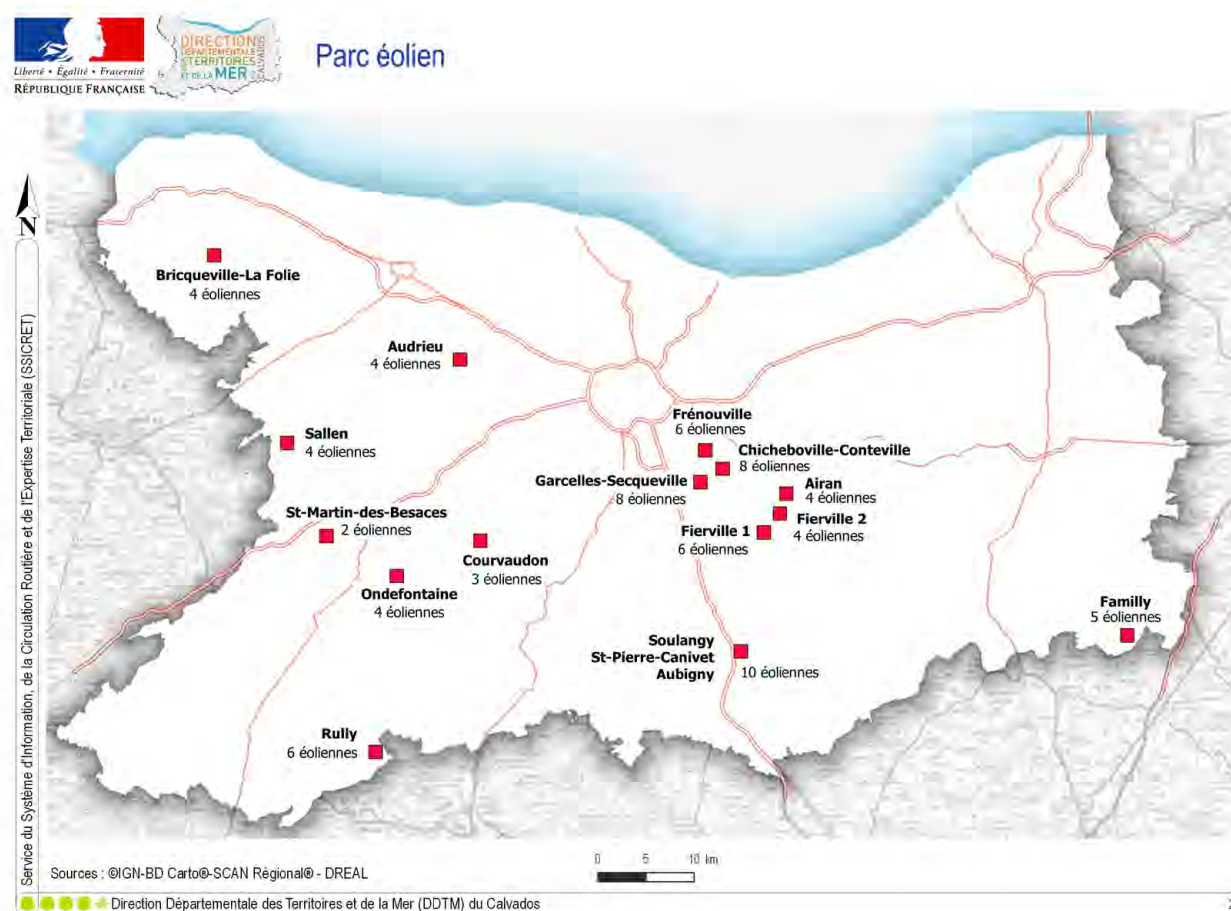 Liberté • Égalité • Fraternité
RÉPUBLIQUE FRANÇAISE
DIRECTION
DÉPARTEMENTALE
DES TERRITOIRES
ET DE LA MER
CALVADOS
Parc éolien
N
Bricqueville-La Folie
4 éoliennes
Audrieu
4 éoliennes
Sallen
4 éoliennes
St-Martin-des-Besaces
2 éoliennes
Courvaudon
3 éoliennes
Ondefontaine
4 éoliennes
Rully
6 éoliennes
Frénouville
6 éoliennes
Chicheboville-Conteville
8 éoliennes
Garcelles-Secqueville
8 éoliennes
Airan
4 éoliennes
Fierville 2
4 éoliennes
Fierville 1
6 éoliennes
Soulangy
St-Pierre-Canivet
Aubigny
10 éoliennes
Familly
5 éoliennes
Service du Système d'Information, de la Circulation Routière et de l'Expertise Territoriale (SSICRET)
Sources : ©IGN-BD Carto®-SCAN Régional® - DREAL
0 5 10 km
Direction Départementale des Territoires et de la Mer (DDTM) du Calvados